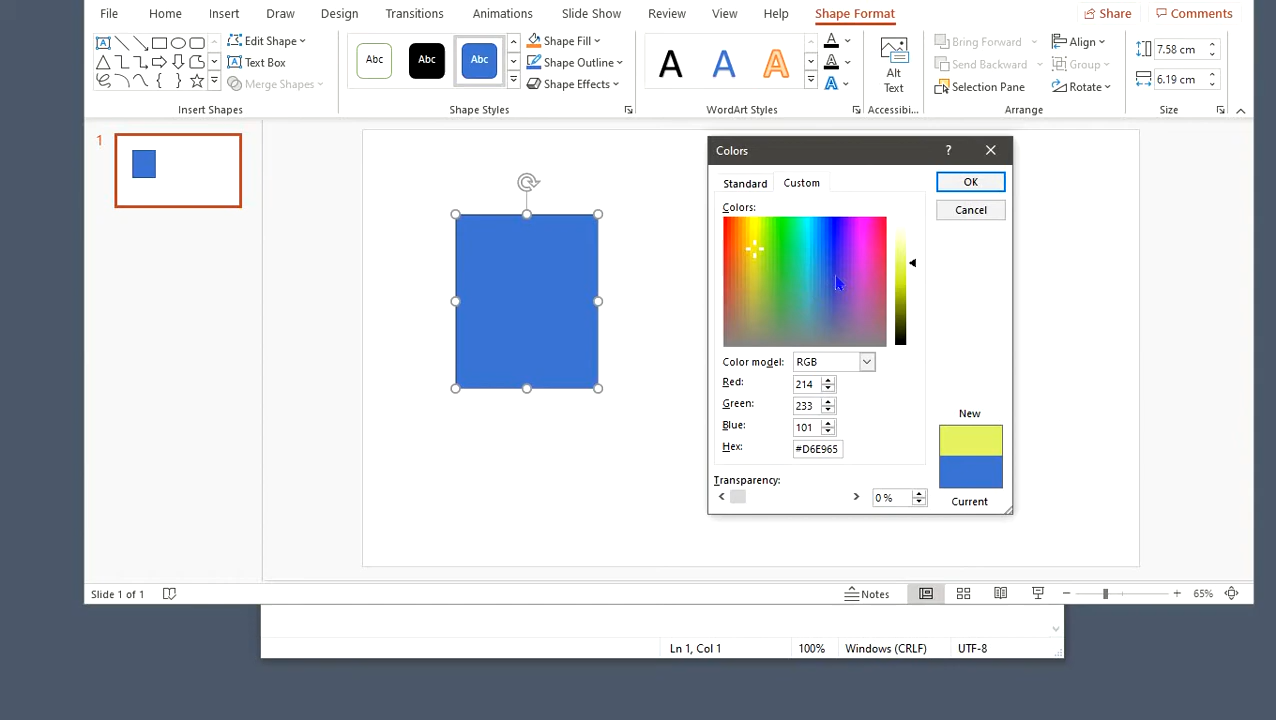 File Home Insert Draw Design Transitions Animations Slide Show Review View Help Shape Format Share Comments
Edit Shape
Text Box
Merge Shapes
Insert Shapes
Abc Abc Abc
Shape Fill
Shape Outline
Shape Effects
Shape Styles
A A A
A
A
A
WordArt Styles
Alt
Text
Accessibi...
Bring Forward
Send Backward
Selection Pane
Align
Group
Rotate
Arrange
7.58 cm
6.19 cm
Size
1
Colors ?
Standard Custom
OK
Cancel
Colors:
Color model: RGB
Red: 214
Green: 233
Blue: 101
Hex: #D6E965
New
Current
Transparency:
0 %
Slide 1 of 1 Notes 65%
Ln 1, Col 1 100% Windows (CRLF) UTF-8